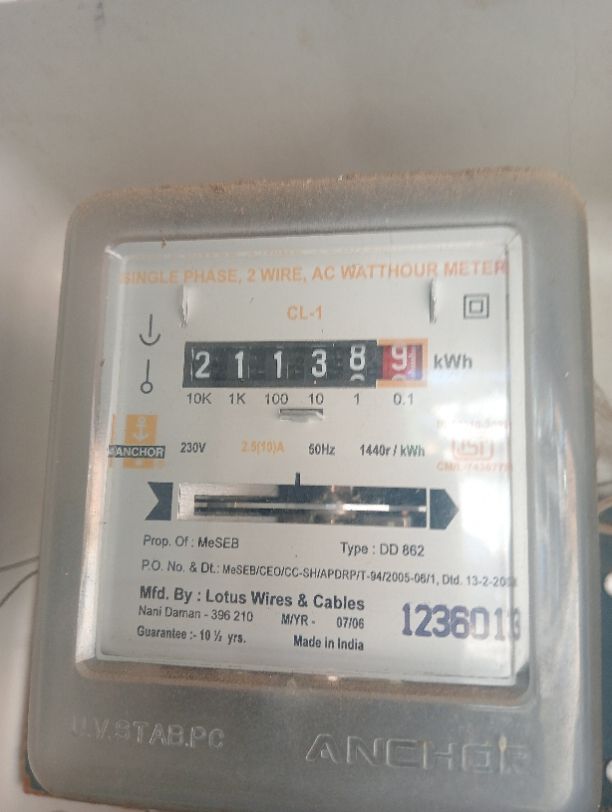 SINGLE PHASE, 2 WIRE, AC WATTHOUR METER
CL-1
2 1 1 3 8 9 kWh
10K 1K 100 10 1 0.1
ANCHOR 230V 2.5(10)A 50Hz 1440r / kWh
ISI
Prop. Of : MeSEB Type : DD 862
P.O. No. & Dt.: MeSEB/CEO/CC-SH/APDRP/T-94/2005-06/1, Dtd. 13-2-
Mfd. By : Lotus Wires & Cables
Nani Daman - 396 210 M/YR - 07/06
Guarantee :- 10 ½ yrs. Made in India
1236013
U.V.STAB.PC ANCHOR